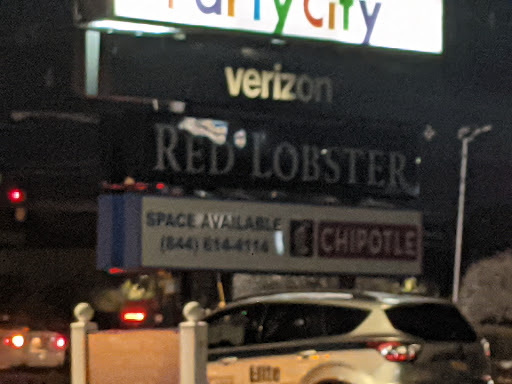 Party City
verizon
RED LOBSTER
SPACE AVAILABLE
(844) 614-4114
CHIPOTLE
Elite